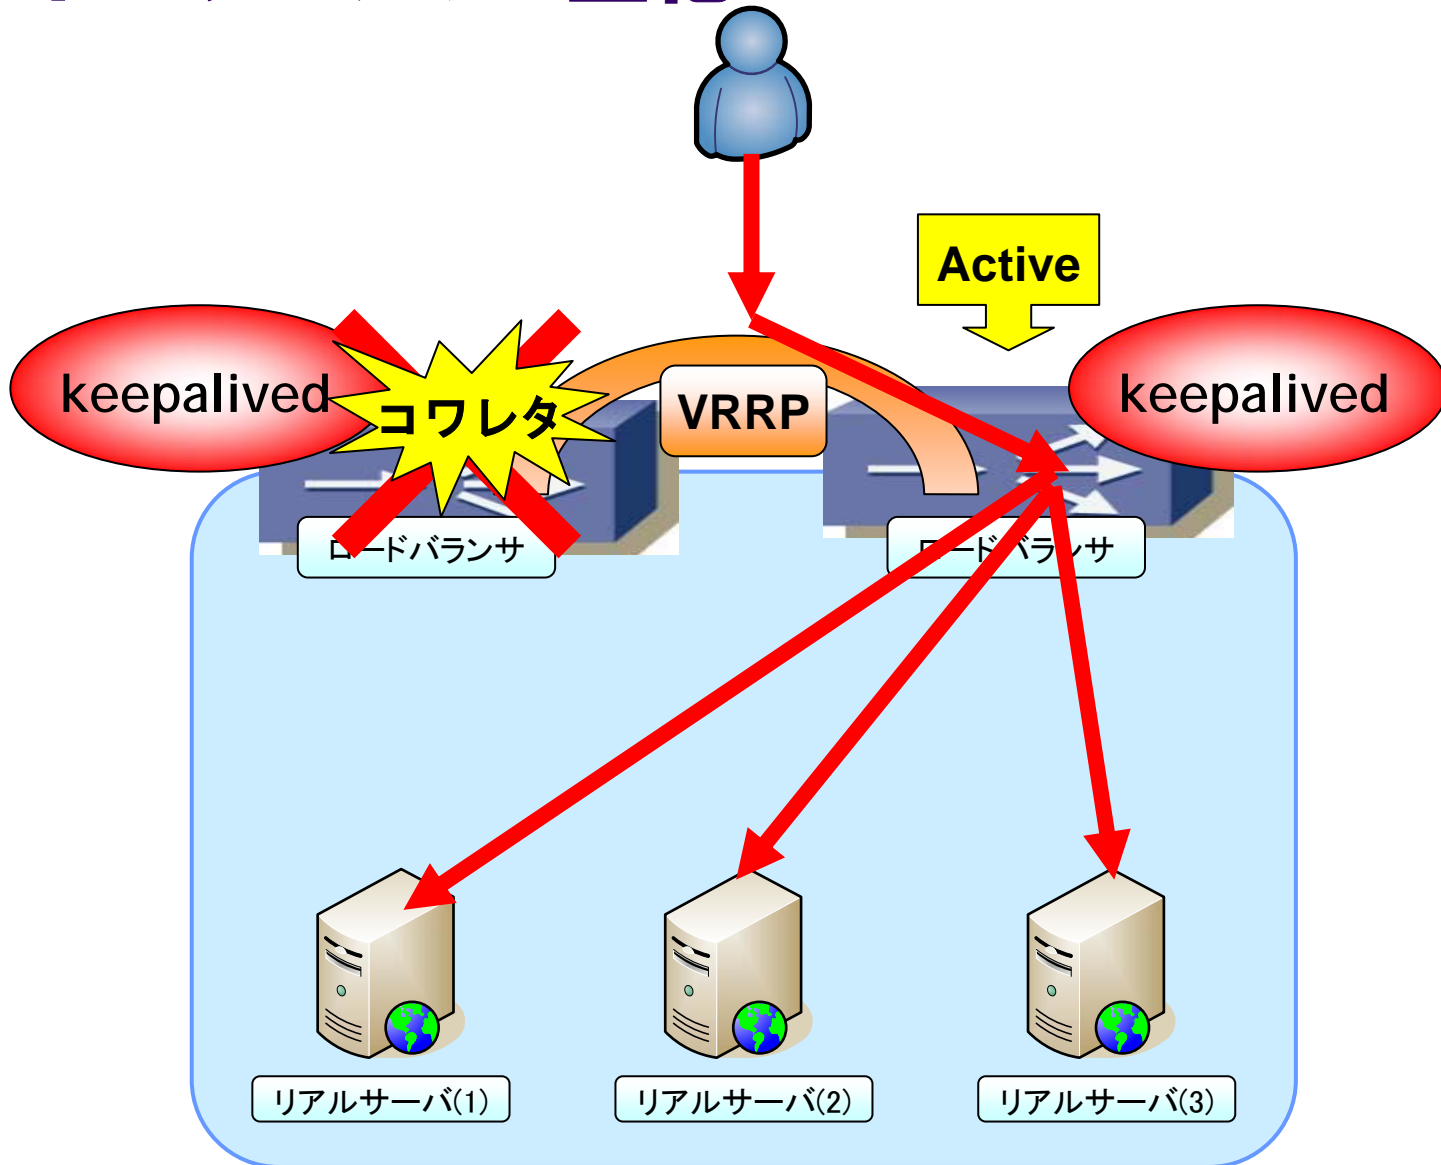 Active
keepalived
コワレタ
VRRP
keepalived
ロードバランサ
ロードバランサ
リアルサーバ(1)
リアルサーバ(2)
リアルサーバ(3)